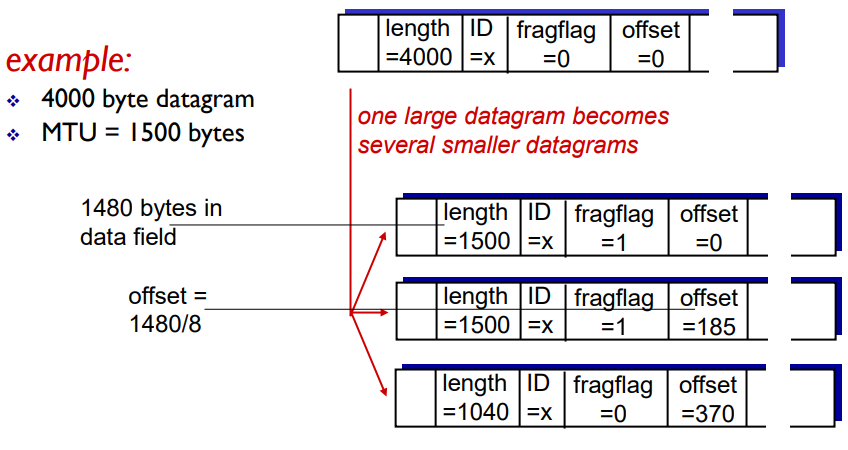 length ID fragflag offset
=4000 =x =0 =0
example:
❖ 4000 byte datagram
❖ MTU = 1500 bytes
one large datagram becomes
several smaller datagrams
1480 bytes in
data field
length ID fragflag offset
=1500 =x =1 =0
offset =
1480/8
length ID fragflag offset
=1500 =x =1 =185
length ID fragflag offset
=1040 =x =0 =370